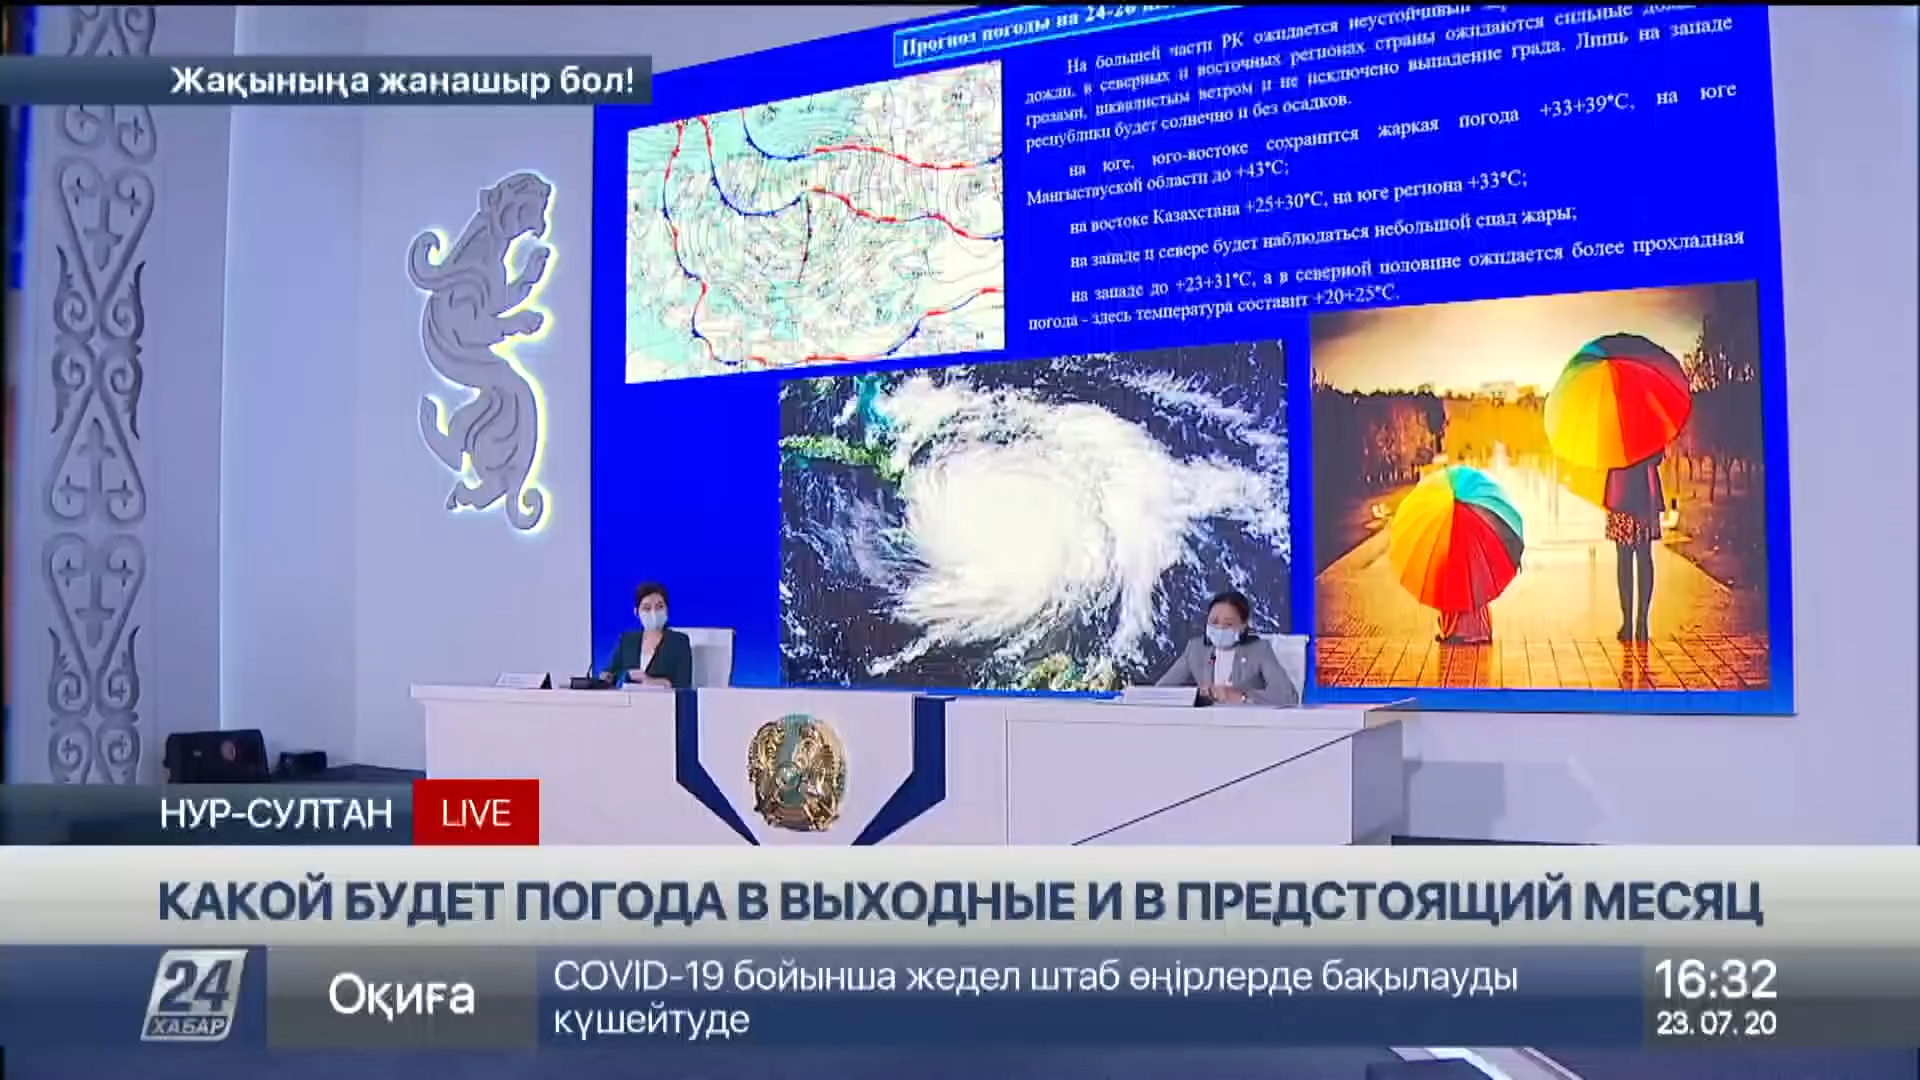 Жақыныңа жанашыр бол!
Прогноз погоды на 24-26
На большей части РК ожидается неустойчивый
дожди, в северных и восточных регионах страны ожидаются сильные
грозами, шквалистым ветром и не исключено выпадение града. Лишь на западе
республики будет солнечно и без осадков.
на юге, юго-востоке сохранится жаркая погода +33+39°С, на юге
Мангыстауской области до +43°С;
на востоке Казахстана +25+30°С, на юге региона +33°С;
на западе и севере будет наблюдаться небольшой спад жары;
на западе до +23+31°С, а в северной половине ожидается более прохладная
погода - здесь температура составит +20+25°С.
НУР-СУЛТАН LIVE
КАКОЙ БУДЕТ ПОГОДА В ВЫХОДНЫЕ И В ПРЕДСТОЯЩИЙ МЕСЯЦ
24
ХАБАР
Оқиға
COVID-19 бойынша жедел штаб өңірлерде бақылауды
күшейтуде
16:32
23.07.20